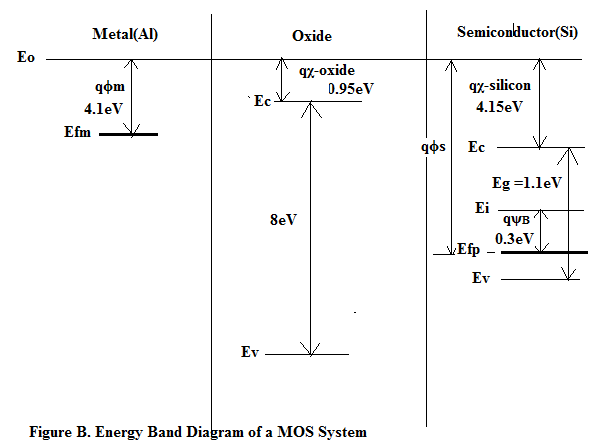 Metal(Al)
Oxide
Semiconductor(Si)
Eo
qϕm
4.1eV
Efm
qχ-oxide
0.95eV
Ec
8eV
Ev
qϕs
qχ-silicon
4.15eV
Ec
Eg =1.1eV
Ei
qψB
0.3eV
Efp
Ev
Figure B. Energy Band Diagram of a MOS System